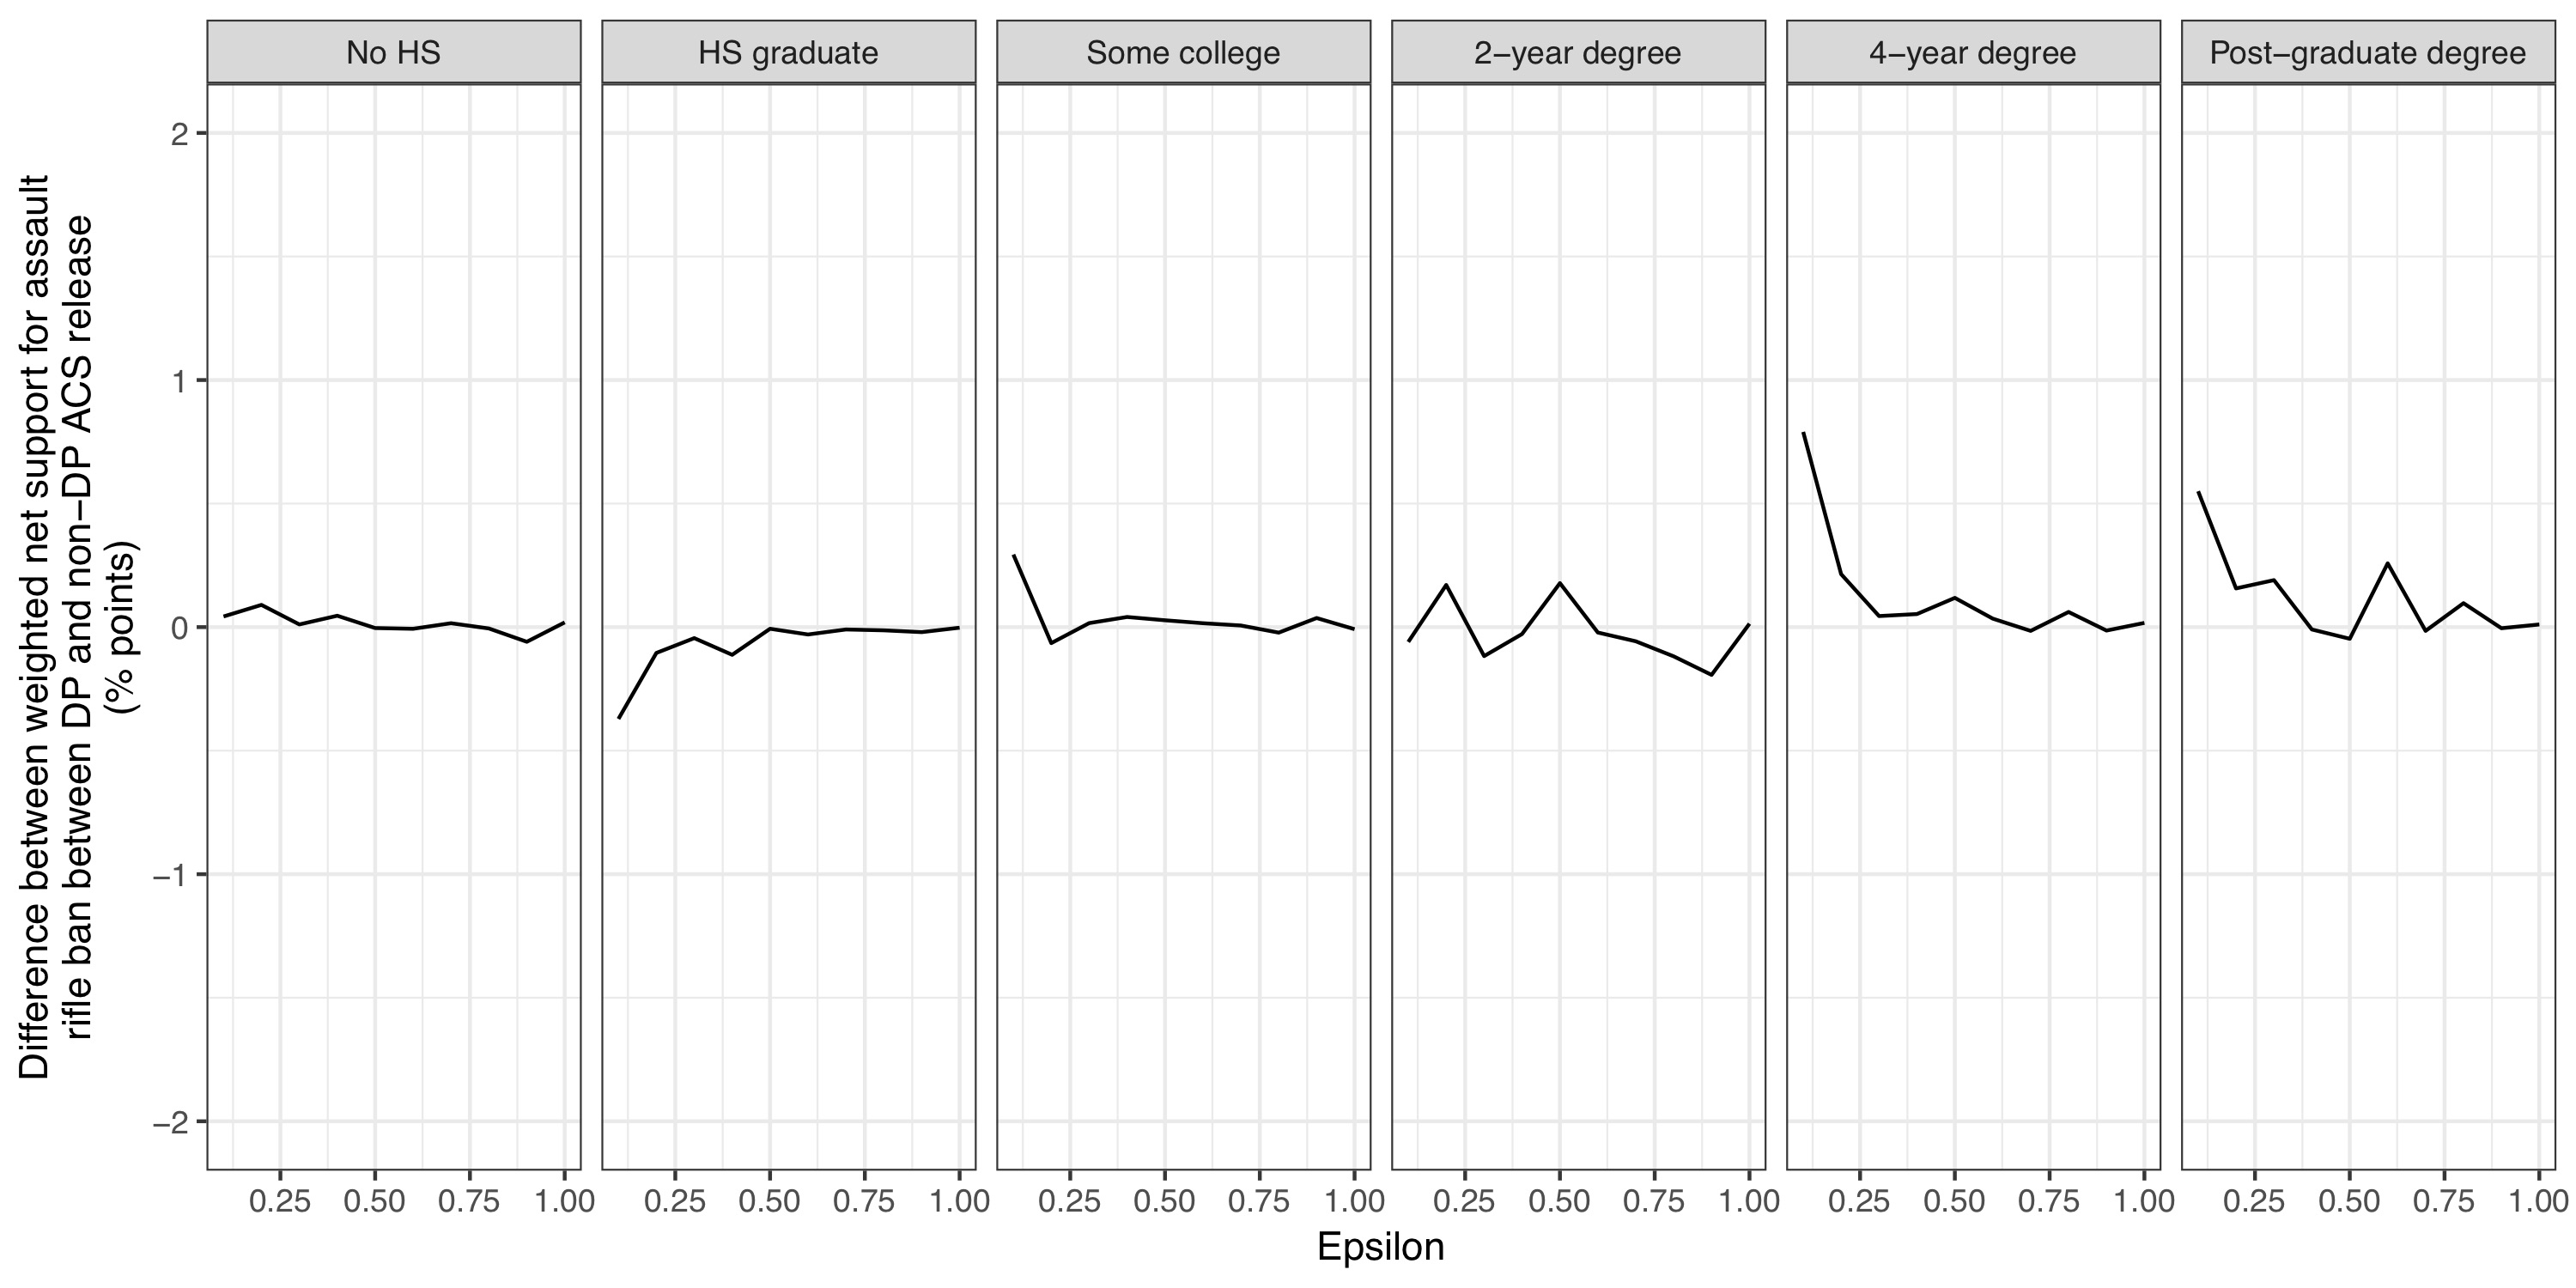 No HS
HS graduate
Some college
2−year degree
4−year degree
Post−graduate degree
Difference between weighted net support for assault
rifle ban between DP and non−DP ACS release
(% points)
2
1
0
−1
−2
0.25 0.50 0.75 1.00
0.25 0.50 0.75 1.00
0.25 0.50 0.75 1.00
0.25 0.50 0.75 1.00
0.25 0.50 0.75 1.00
0.25 0.50 0.75 1.00
Epsilon